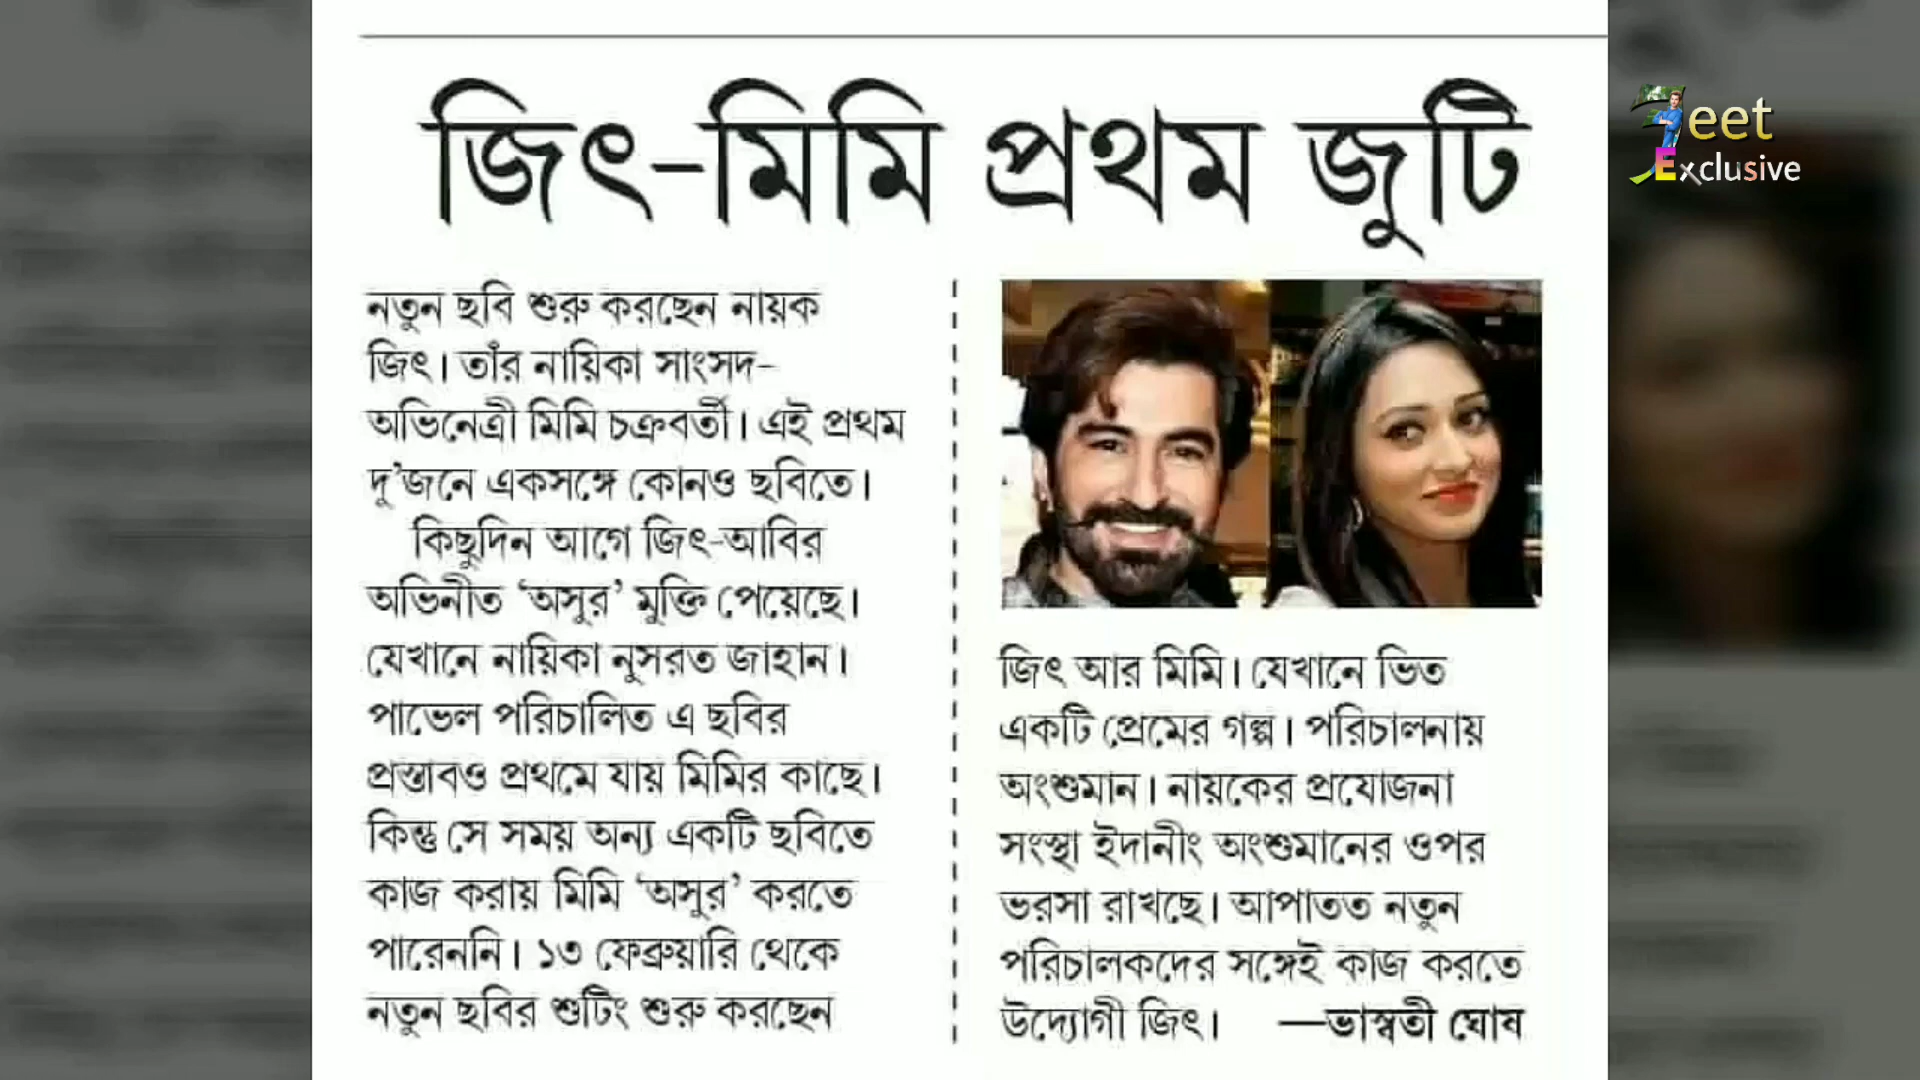 জিৎ-মিমি প্রথম জুটি
Jeet
Exclusive
নতুন ছবি শুরু করছেন নায়ক
জিৎ। তাঁর নায়িকা সাংসদ-
অভিনেত্রী মিমি চক্রবর্তী। এই প্রথম
দু’জনে একসঙ্গে কোনও ছবিতে।
কিছুদিন আগে জিৎ-আবির
অভিনীত ‘অসুর’ মুক্তি পেয়েছে।
যেখানে নায়িকা নুসরত জাহান।
পাভেল পরিচালিত এ ছবির
প্রস্তাবও প্রথমে যায় মিমির কাছে।
কিন্তু সে সময় অন্য একটি ছবিতে
কাজ করায় মিমি ‘অসুর’ করতে
পারেননি। ১৩ ফেব্রুয়ারি থেকে
নতুন ছবির শুটিং শুরু করছেন
জিৎ আর মিমি। যেখানে ভিত
একটি প্রেমের গল্প। পরিচালনায়
অংশুমান। নায়কের প্রযোজনা
সংস্থা ইদানীং অংশুমানের ওপর
ভরসা রাখছে। আপাতত নতুন
পরিচালকদের সঙ্গেই কাজ করতে
উদ্যোগী জিৎ। —ভাস্বতী ঘোষ